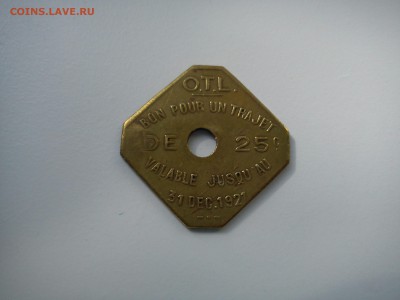 COINS.LAVE.RU
O.T.L.
BON POUR UN TRAJET
DE 25c
VALABLE JUSQU'AU
31 DEC.1921